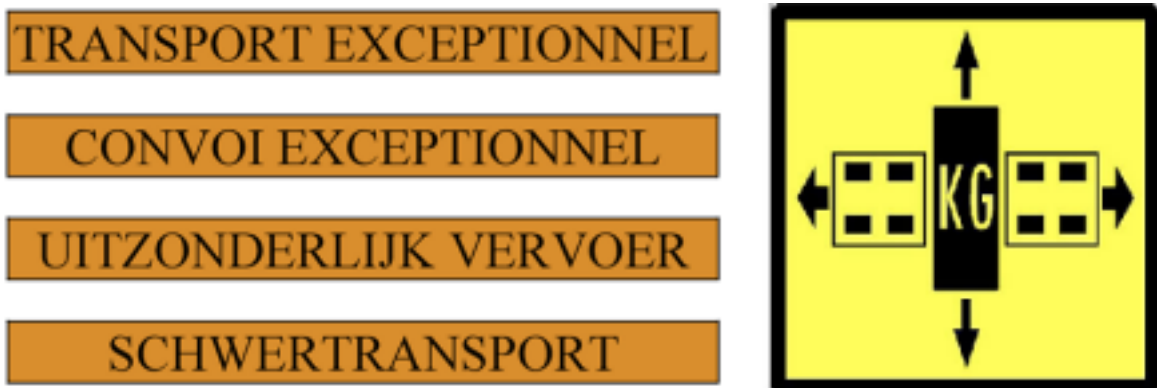 TRANSPORT EXCEPTIONNEL
CONVOI EXCEPTIONNEL
UITZONDERLIJK VERVOER
SCHWERTRANSPORT
KG